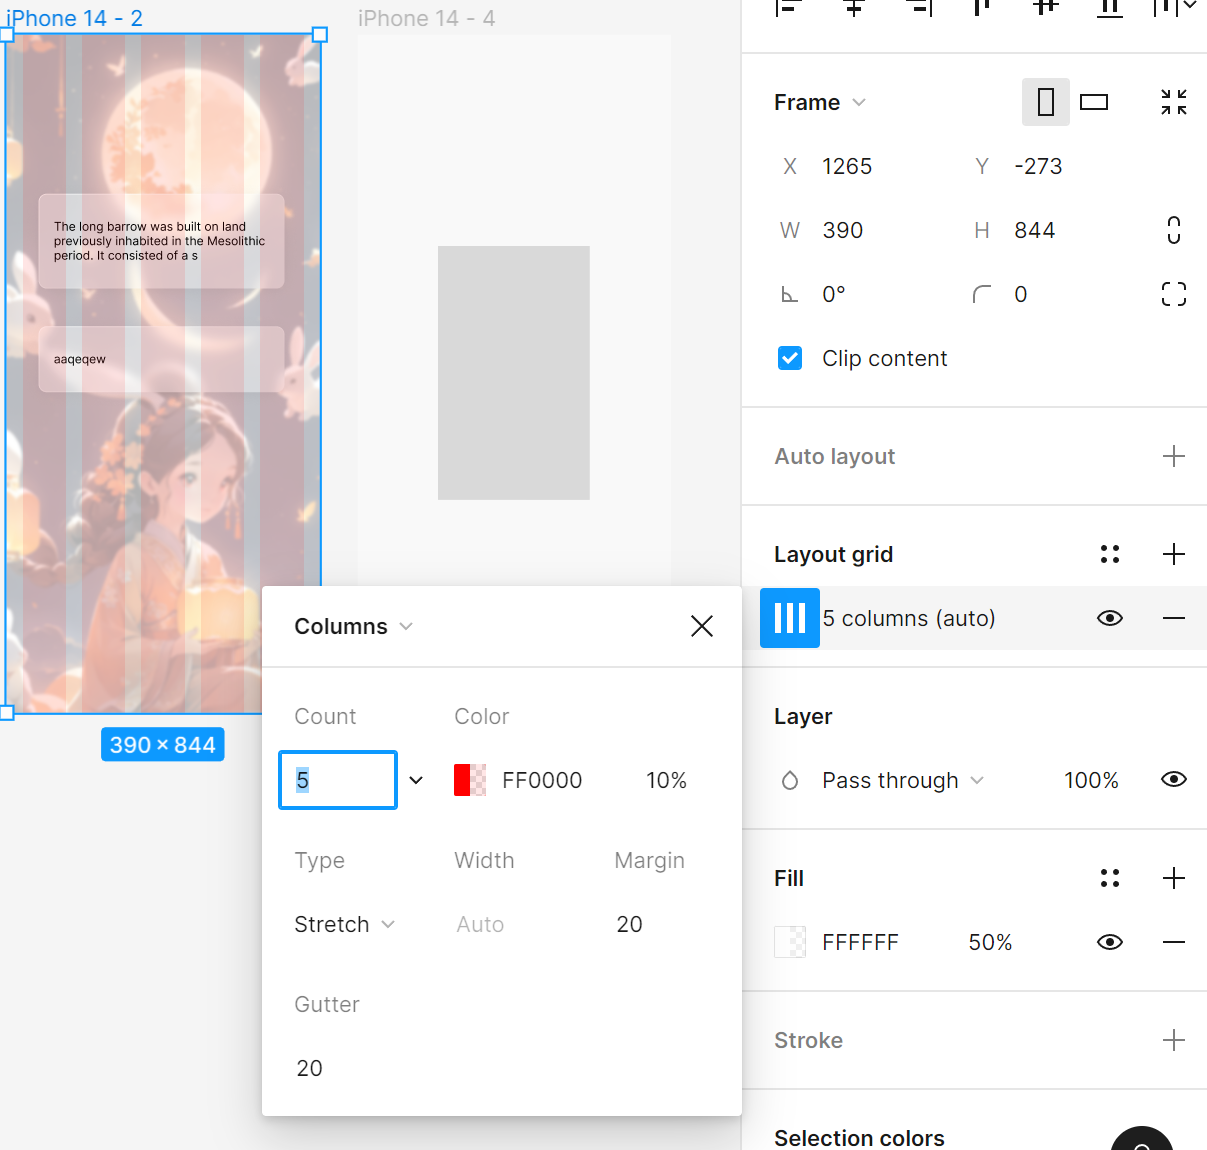 iPhone 14 - 2
iPhone 14 - 4
The long barrow was built on land
previously inhabited in the Mesolithic
period. It consisted of a s
aaqeqew
390 × 844
Frame
X 1265 Y -273
W 390 H 844
0° 0
Clip content
Auto layout
Layout grid
5 columns (auto)
Columns
Count Color
5 FF0000 10%
Type Width Margin
Stretch Auto 20
Gutter
20
Layer
Pass through 100%
Fill
FFFFFF 50%
Stroke
Selection colors